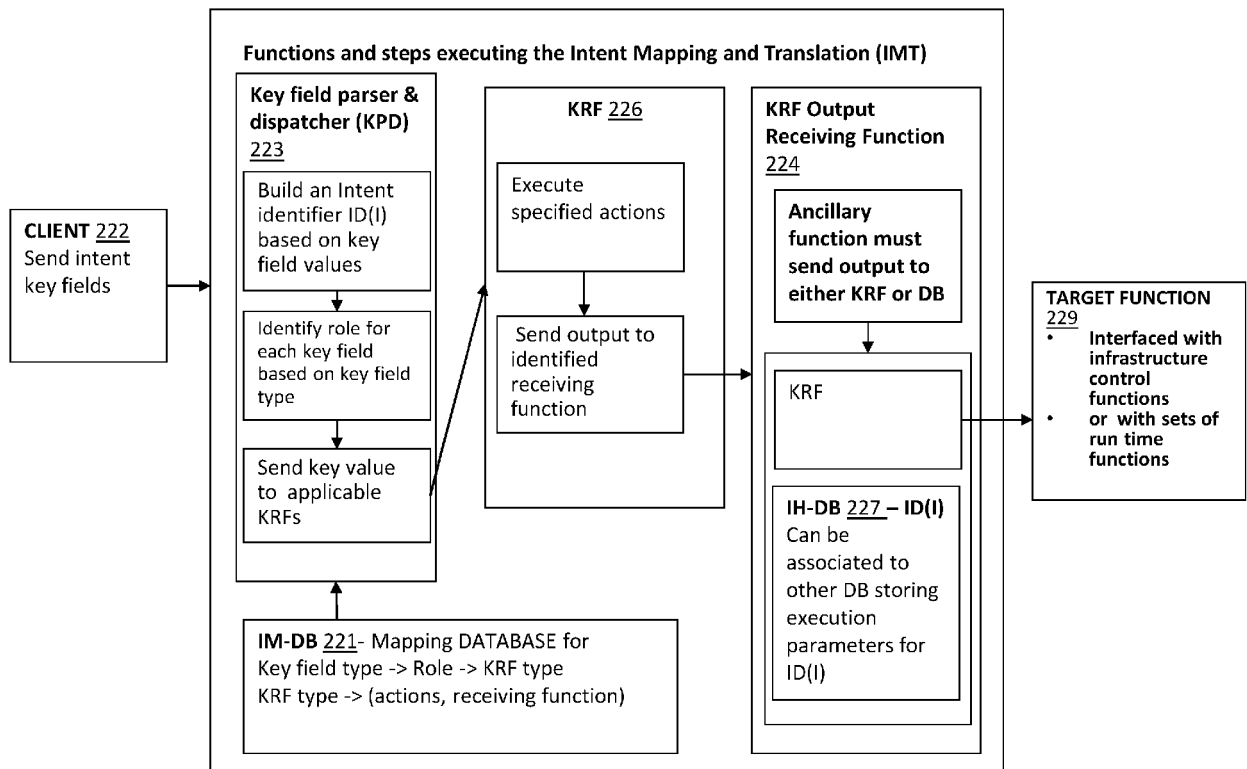 Functions and steps executing the Intent Mapping and Translation (IMT)
CLIENT 222
Send intent
key fields
Key field parser &
dispatcher (KPD)
223
Build an Intent
identifier ID(I)
based on key
field values
Identify role for
each key field
based on key field
type
Send key value
to applicable
KRFs
IM-DB 221- Mapping DATABASE for
Key field type -> Role -> KRF type
KRF type -> (actions, receiving function)
KRF 226
Execute
specified actions
Send output to
identified
receiving
function
KRF Output
Receiving Function
224
Ancillary
function must
send output to
either KRF or DB
KRF
IH-DB 227 – ID(I)
Can be
associated to
other DB storing
execution
parameters for
ID(I)
TARGET FUNCTION
229
• Interfaced with
infrastructure
control
functions
• or with sets of
run time
functions